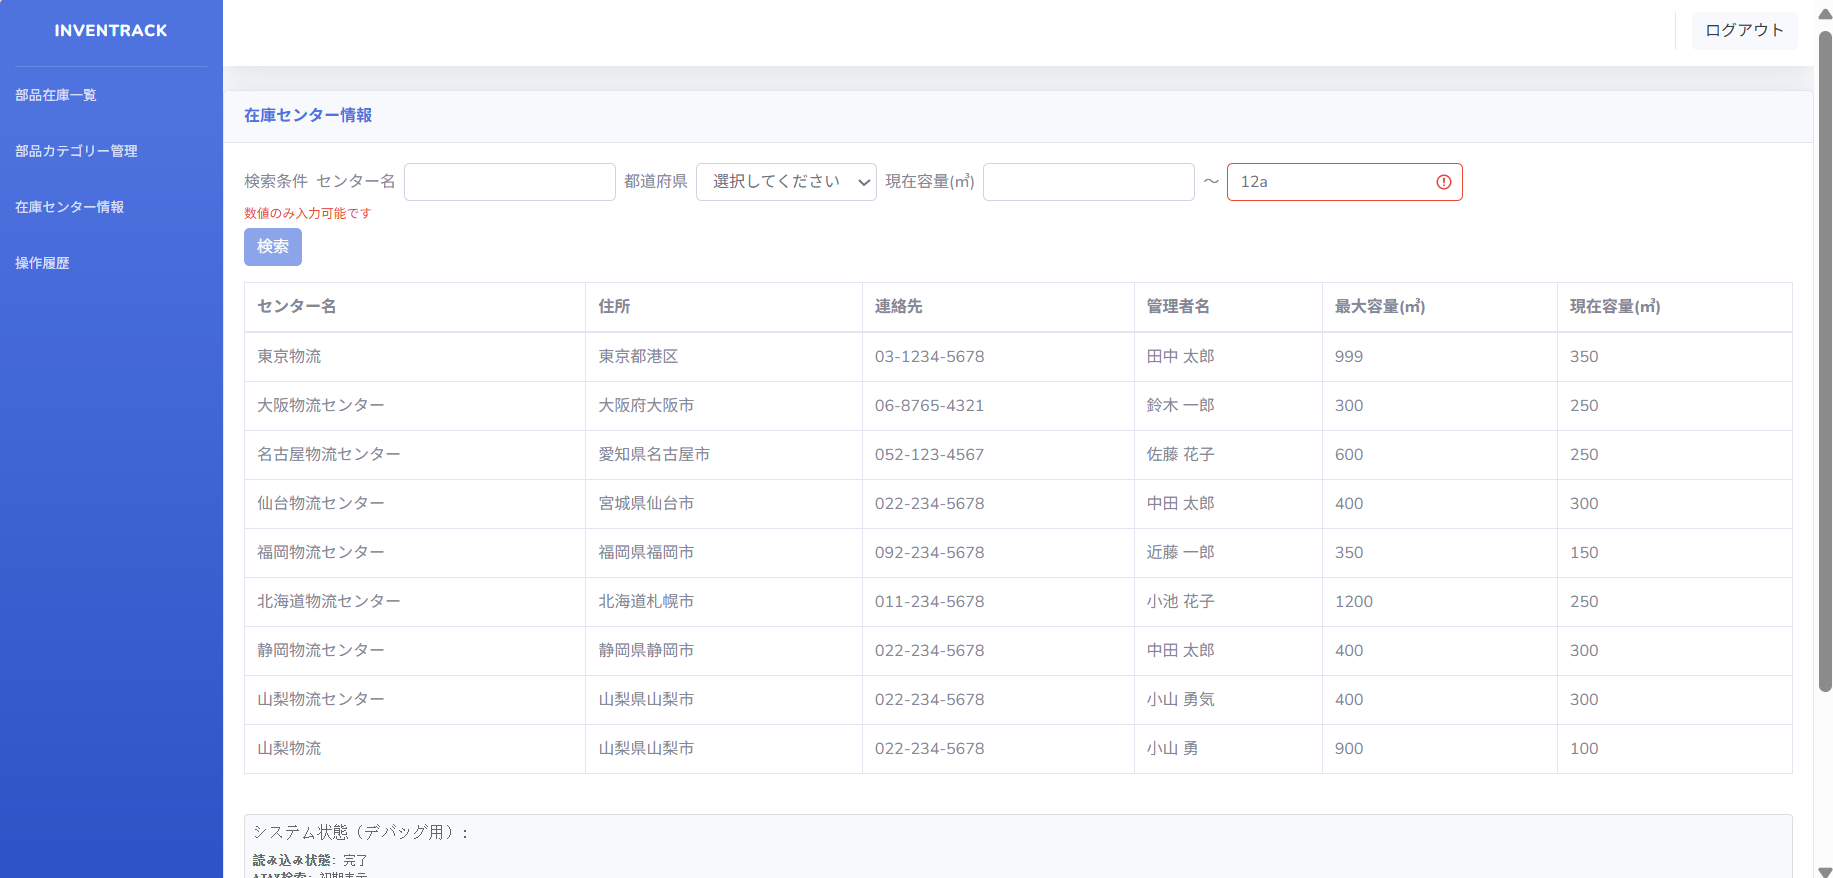 INVENTRACK
部品在庫一覧
部品カテゴリー管理
在庫センター情報
操作履歴
ログアウト
在庫センター情報
検索条件 センター名 都道府県 選択してください 現在容量(㎥) ～ 12a
数値のみ入力可能です
検索
センター名 住所 連絡先 管理者名 最大容量(㎥) 現在容量(㎥)
東京物流 東京都港区 03-1234-5678 田中 太郎 999 350
大阪物流センター 大阪府大阪市 06-8765-4321 鈴木 一郎 300 250
名古屋物流センター 愛知県名古屋市 052-123-4567 佐藤 花子 600 250
仙台物流センター 宮城県仙台市 022-234-5678 中田 太郎 400 300
福岡物流センター 福岡県福岡市 092-234-5678 近藤 一郎 350 150
北海道物流センター 北海道札幌市 011-234-5678 小池 花子 1200 250
静岡物流センター 静岡県静岡市 022-234-5678 中田 太郎 400 300
山梨物流センター 山梨県山梨市 022-234-5678 小山 勇気 400 300
山梨物流 山梨県山梨市 022-234-5678 小山 勇 900 100
システム状態（デバッグ用）:
読み込み状態: 完了